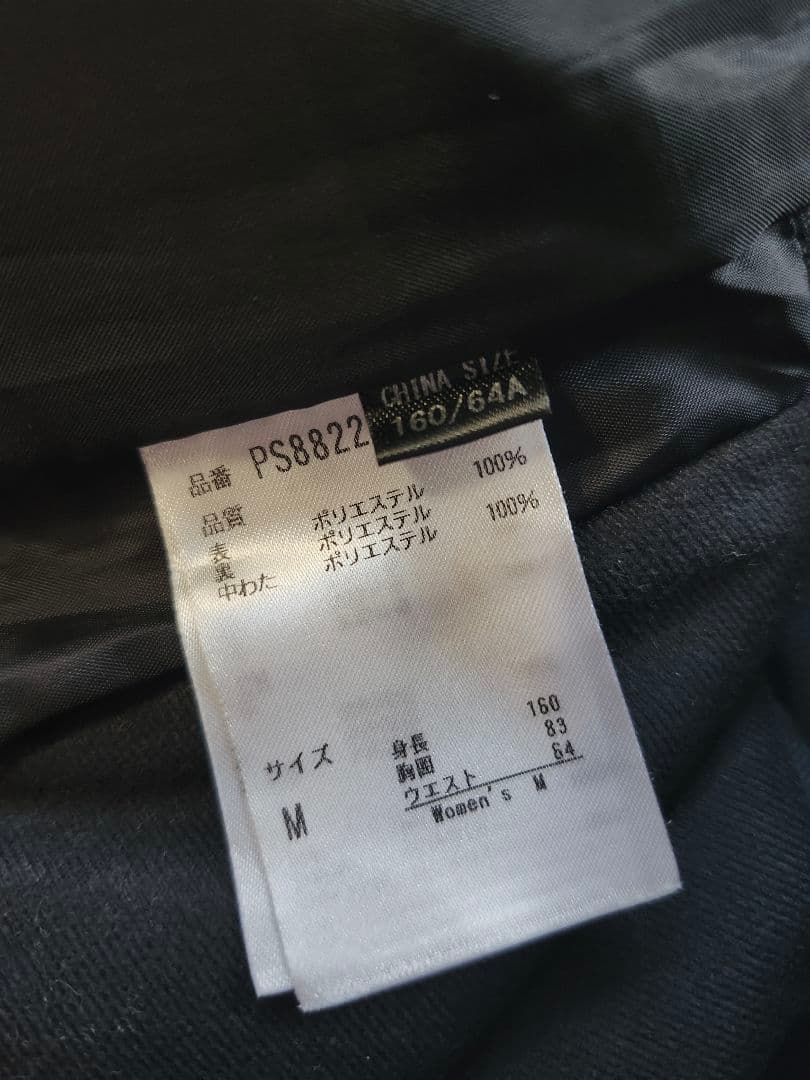 CHINA SIZE
160/64A
品番 PS8822
品質
表 ポリエステル 100%
裏 ポリエステル 100%
中わた ポリエステル
サイズ
M
身長 160
胸囲 83
ウエスト 64
Women's M